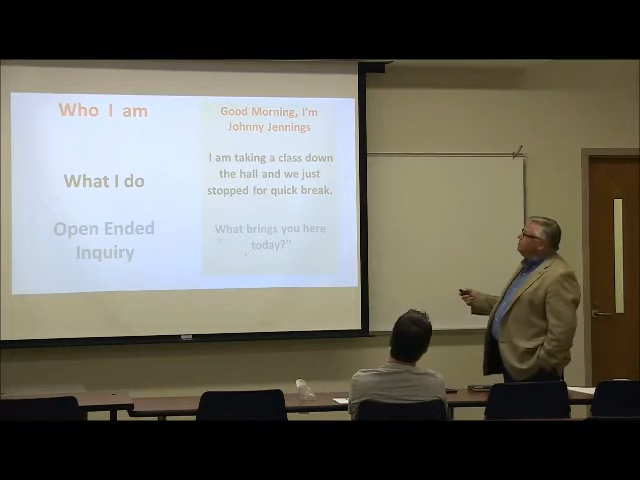 Who I am
Good Morning, I'm
Johnny Jennings
What I do
I am taking a class down
the hall and we just
stopped for quick break.
Open Ended
Inquiry
What brings you here
today?"